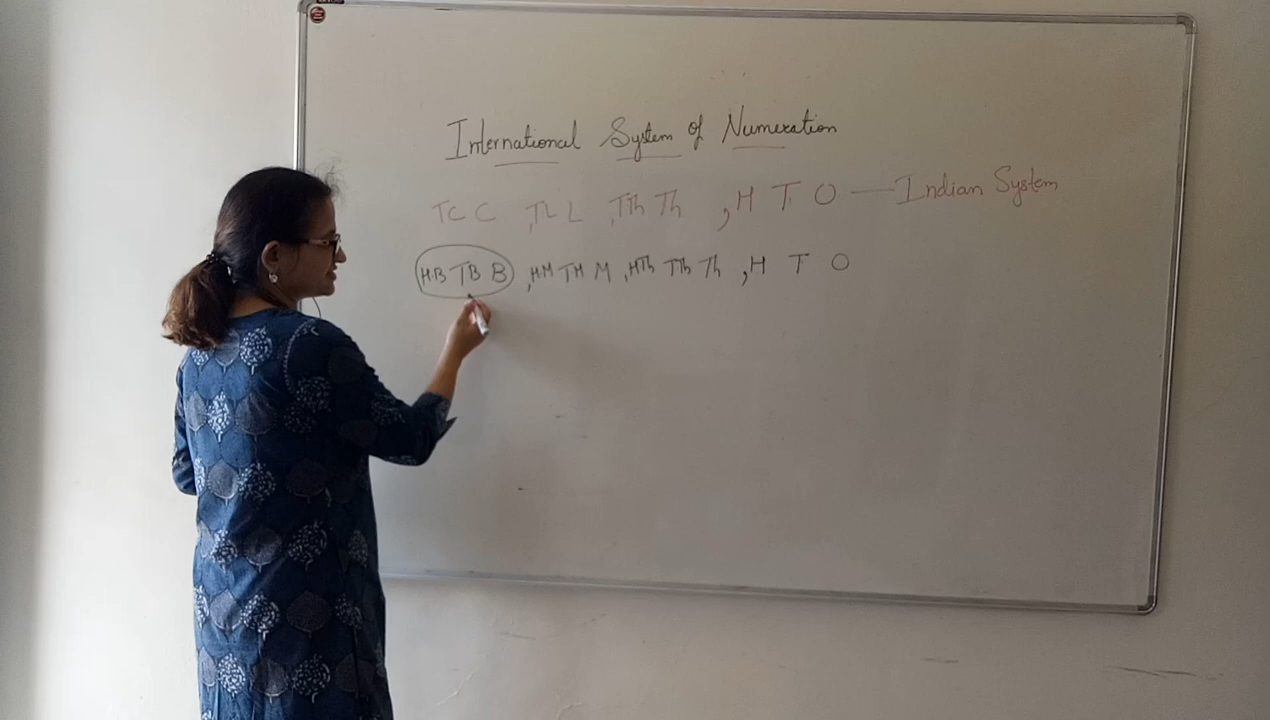 International System of Numeration
TC C , TL L , TTh Th , H T O — Indian System
HB TB B , HM TM M , HTh TTh Th , H T O